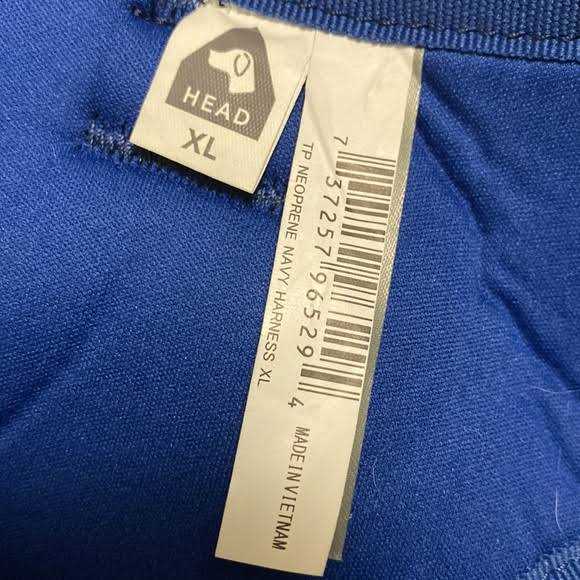 HEAD
XL
7 37257 96529 4
TP NEOPRENE NAVY HARNESS XL
MADE IN VIETNAM